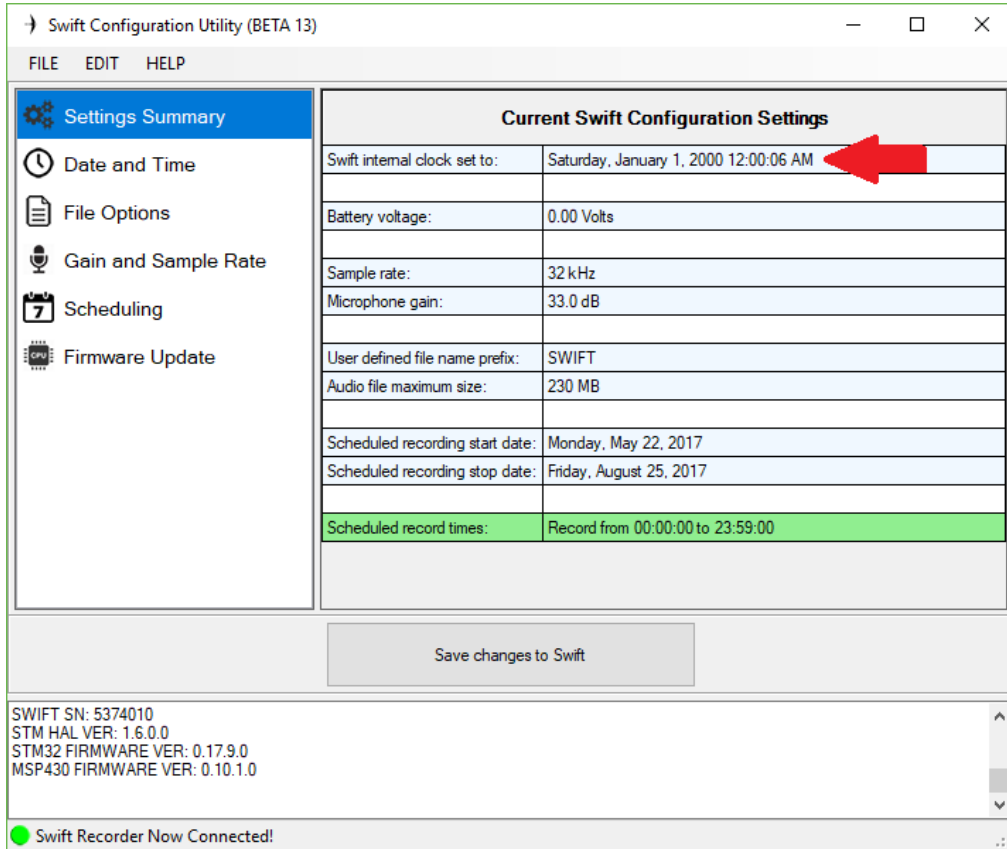 Swift Configuration Utility (BETA 13)
FILE EDIT HELP
Settings Summary
Date and Time
File Options
Gain and Sample Rate
7 Scheduling
CPU Firmware Update
Current Swift Configuration Settings
Swift internal clock set to: Saturday, January 1, 2000 12:00:06 AM
Battery voltage: 0.00 Volts
Sample rate: 32 kHz
Microphone gain: 33.0 dB
User defined file name prefix: SWIFT
Audio file maximum size: 230 MB
Scheduled recording start date: Monday, May 22, 2017
Scheduled recording stop date: Friday, August 25, 2017
Scheduled record times: Record from 00:00:00 to 23:59:00
Save changes to Swift
SWIFT SN: 5374010
STM HAL VER: 1.6.0.0
STM32 FIRMWARE VER: 0.17.9.0
MSP430 FIRMWARE VER: 0.10.1.0
Swift Recorder Now Connected!